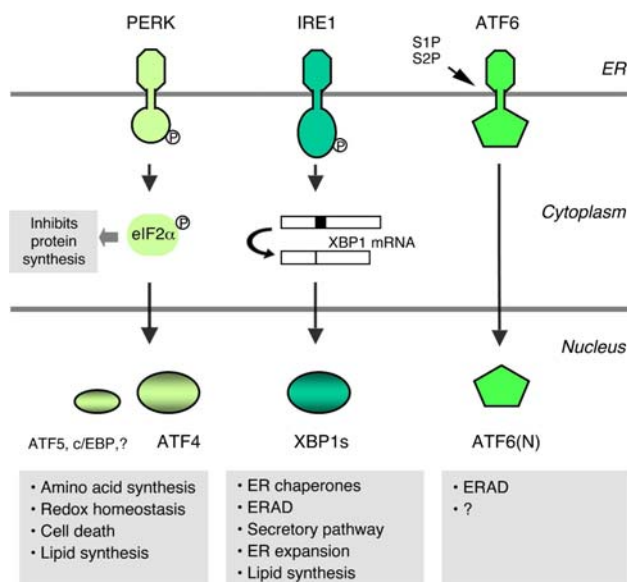 PERK
IRE1
ATF6
S1P
S2P
ER
P
P
Inhibits
protein
synthesis
eIF2α
P
XBP1 mRNA
Cytoplasm
Nucleus
ATF5, c/EBP,?
ATF4
XBP1s
ATF6(N)
• Amino acid synthesis
• Redox homeostasis
• Cell death
• Lipid synthesis
• ER chaperones
• ERAD
• Secretory pathway
• ER expansion
• Lipid synthesis
• ERAD
• ?